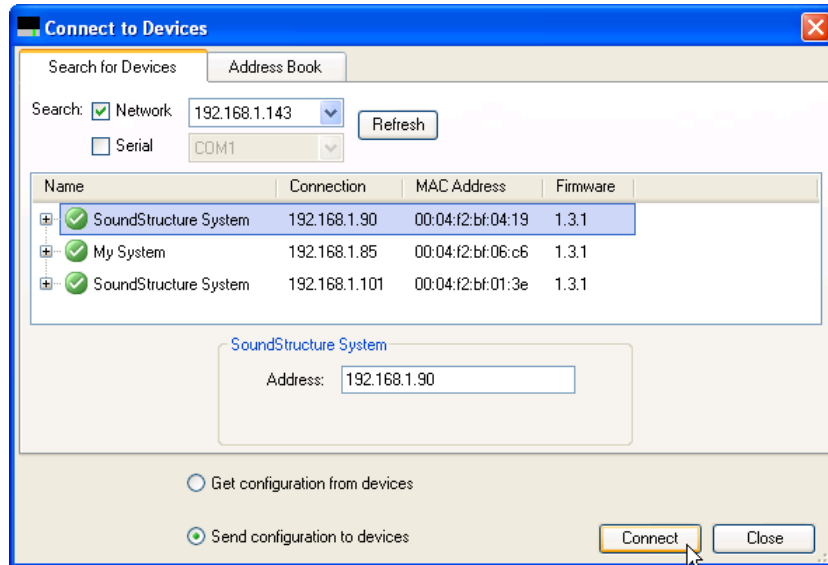 Connect to Devices
Search for Devices Address Book
Search: Network 192.168.1.143 Refresh
Serial COM1
Name Connection MAC Address Firmware
SoundStructure System 192.168.1.90 00:04:f2:bf:04:19 1.3.1
My System 192.168.1.85 00:04:f2:bf:06:c6 1.3.1
SoundStructure System 192.168.1.101 00:04:f2:bf:01:3e 1.3.1
SoundStructure System
Address: 192.168.1.90
Get configuration from devices
Send configuration to devices Connect Close